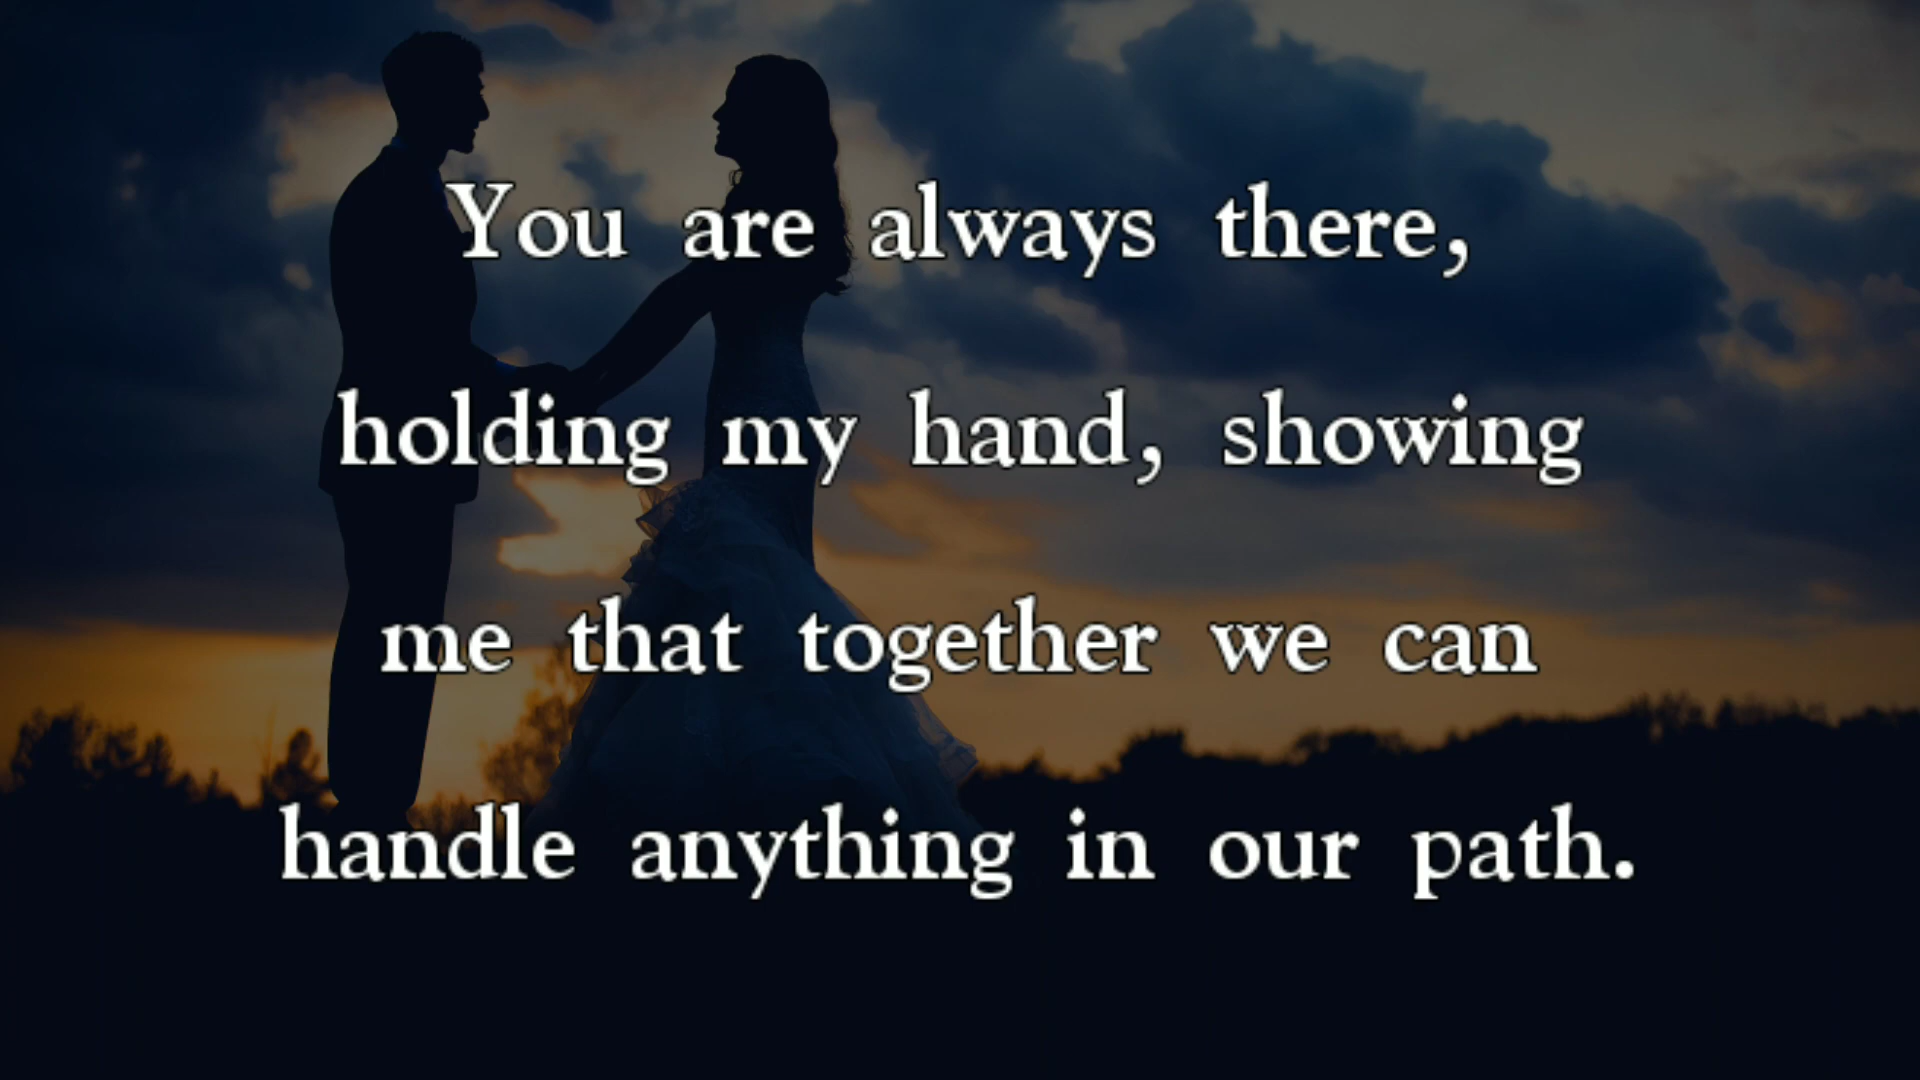 You are always there,
holding my hand, showing
me that together we can
handle anything in our path.